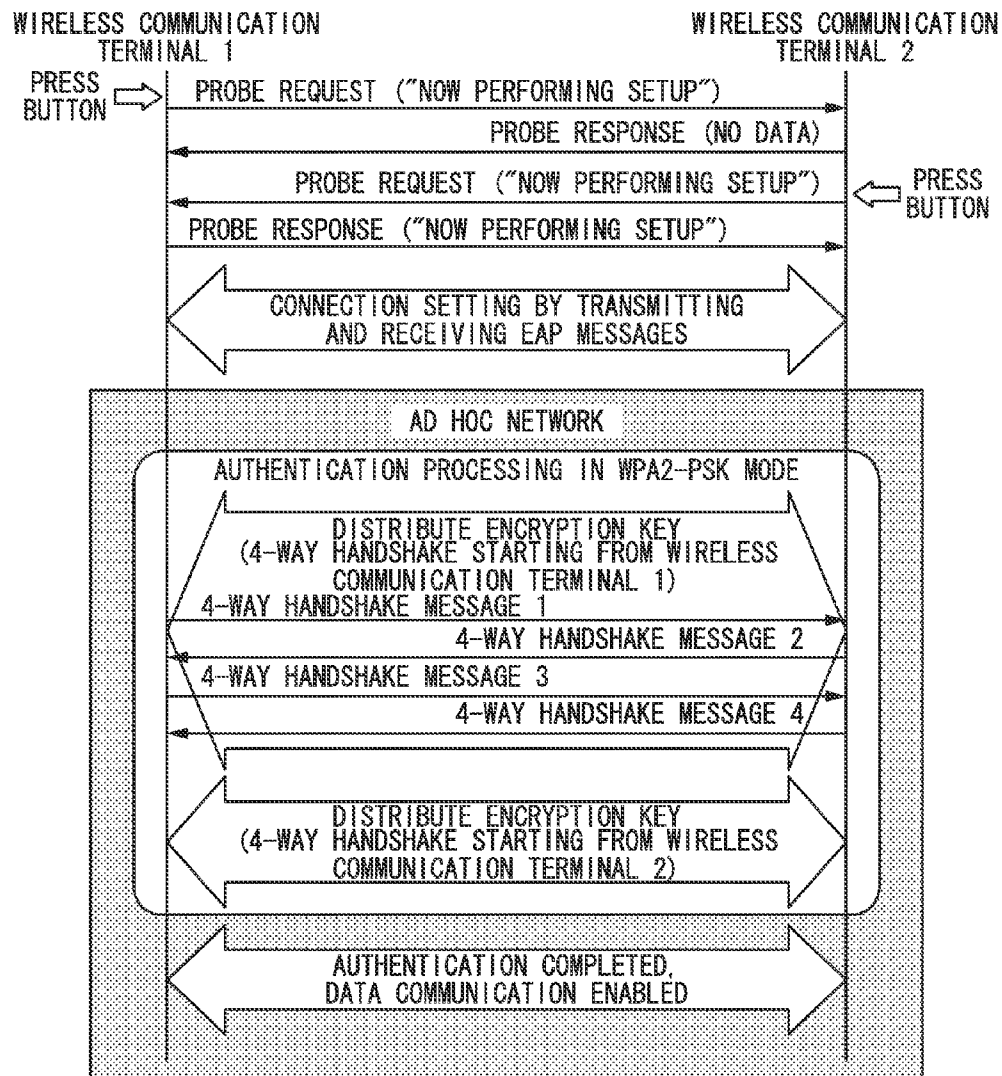 WIRELESS COMMUNICATION
TERMINAL 1
WIRELESS COMMUNICATION
TERMINAL 2
PRESS
BUTTON
PROBE REQUEST ("NOW PERFORMING SETUP")
PROBE RESPONSE (NO DATA)
PROBE REQUEST ("NOW PERFORMING SETUP")
PRESS
BUTTON
PROBE RESPONSE ("NOW PERFORMING SETUP")
CONNECTION SETTING BY TRANSMITTING
AND RECEIVING EAP MESSAGES
AD HOC NETWORK
AUTHENTICATION PROCESSING IN WPA2-PSK MODE
DISTRIBUTE ENCRYPTION KEY
(4-WAY HANDSHAKE STARTING FROM WIRELESS
COMMUNICATION TERMINAL 1)
4-WAY HANDSHAKE MESSAGE 1
4-WAY HANDSHAKE MESSAGE 2
4-WAY HANDSHAKE MESSAGE 3
4-WAY HANDSHAKE MESSAGE 4
DISTRIBUTE ENCRYPTION KEY
(4-WAY HANDSHAKE STARTING FROM WIRELESS
COMMUNICATION TERMINAL 2)
AUTHENTICATION COMPLETED,
DATA COMMUNICATION ENABLED